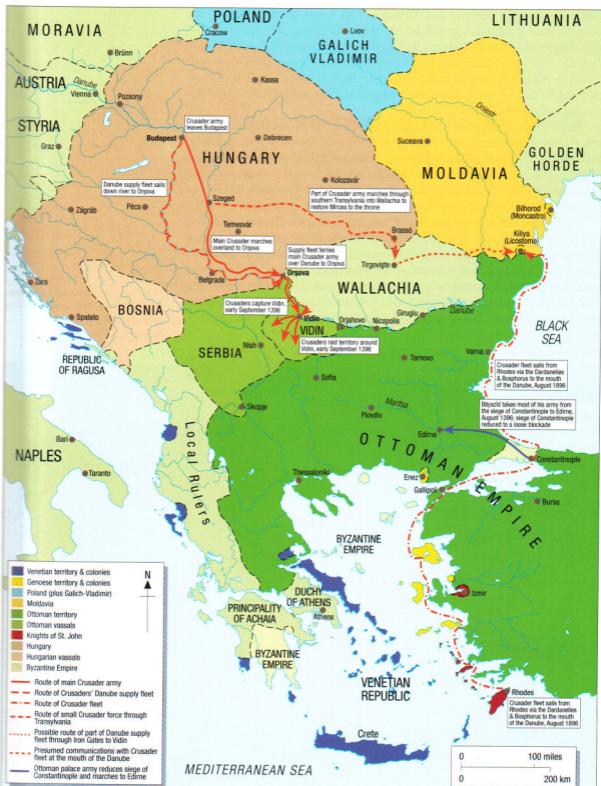 MORAVIA
POLAND
LITHUANIA
Cracow
Lvov
GALICH
VLADIMIR
Brünn
AUSTRIA
Danube
Vienna
Pozsony
Kassa
Dniestr
STYRIA
Graz
Crusader army
leaves Budapest
Budapest
Debrecen
Suceava
GOLDEN
HORDE
HUNGARY
MOLDAVIA
Danube supply fleet sails
down river to Orșova
Kolozsvár
Part of Crusader army marches through
southern Transylvania into Wallachia to
restore Mircea to the throne
Zágráb
Pécs
Szeged
Bilhorod
(Moncastro)
Temesvár
Brassó
Kiliya
(Licostomo)
Main Crusader marches
overland to Orșova
Supply fleet ferries
main Crusader army
over Danube to Orșova
Tirgoviște
Zara
Belgrade
Orșova
WALLACHIA
BOSNIA
Spalato
Crusaders capture Vidin,
early September 1396
Vidin
VIDIN
Drjahovo
Nicopolis
Girugiu
Danube
BLACK
SEA
REPUBLIC
OF RAGUSA
SERBIA
Nish
Crusaders raid territory around
Vidin, early September 1396
Tarnovo
Varna
Sofia
Crusader fleet sails from
Rhodes via the Dardanelles
& Bosphorus to the mouth
of the Danube, August 1896
Skopje
Plovdiv
Maritsa
Bâyazîd takes most of his army from
the siege of Constantinople to Edirne,
August 1396; siege of Constantinople
reduced to a loose blockade
Edirne
Bari
NAPLES
Taranto
Local Rulers
OTTOMAN EMPIRE
Constantinople
Thessaloniki
Enez
Gallipoli
Bursa
BYZANTINE
EMPIRE
DUCHY
OF ATHENS
Athens
PRINCIPALITY
OF ACHAIA
BYZANTINE
EMPIRE
Izmir
VENETIAN
REPUBLIC
Rhodes
Crusader fleet sails from
Rhodes via the Dardanelles
& Bosphorus to the mouth
of the Danube, August 1896
Crete
MEDITERRANEAN SEA
Venetian territory & colonies
Genoese territory & colonies
Poland (plus Galich-Vladimir)
Moldavia
Ottoman territory
Ottoman vassals
Knights of St. John
Hungary
Hungarian vassals
Byzantine Empire
N
Route of main Crusader army
Route of Crusaders' Danube supply fleet
Route of Crusader fleet
Route of small Crusader force through
Transylvania
Possible route of part of Danube supply
fleet through Iron Gates to Vidin
Presumed communications with Crusader
fleet at the mouth of the Danube
Ottoman palace army reduces siege of
Constantinople and marches to Edirne
0 100 miles
0 200 km